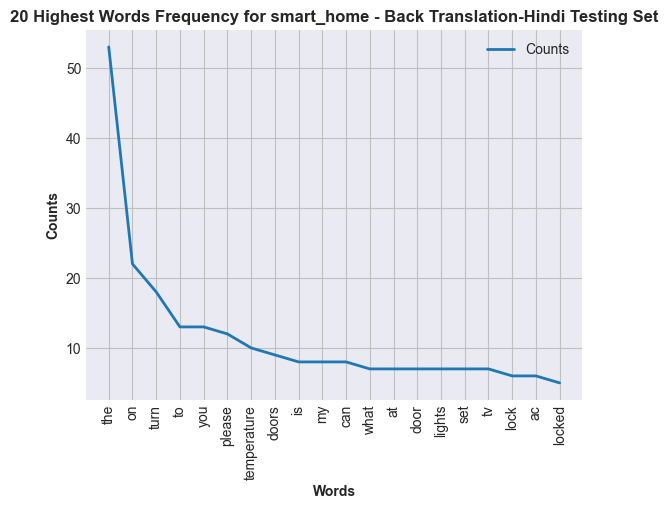 20 Highest Words Frequency for smart_home - Back Translation-Hindi Testing Set
Counts
Counts
50
40
30
20
10
the
on
turn
to
you
please
temperature
doors
is
my
can
what
at
door
lights
set
tv
lock
ac
locked
Words